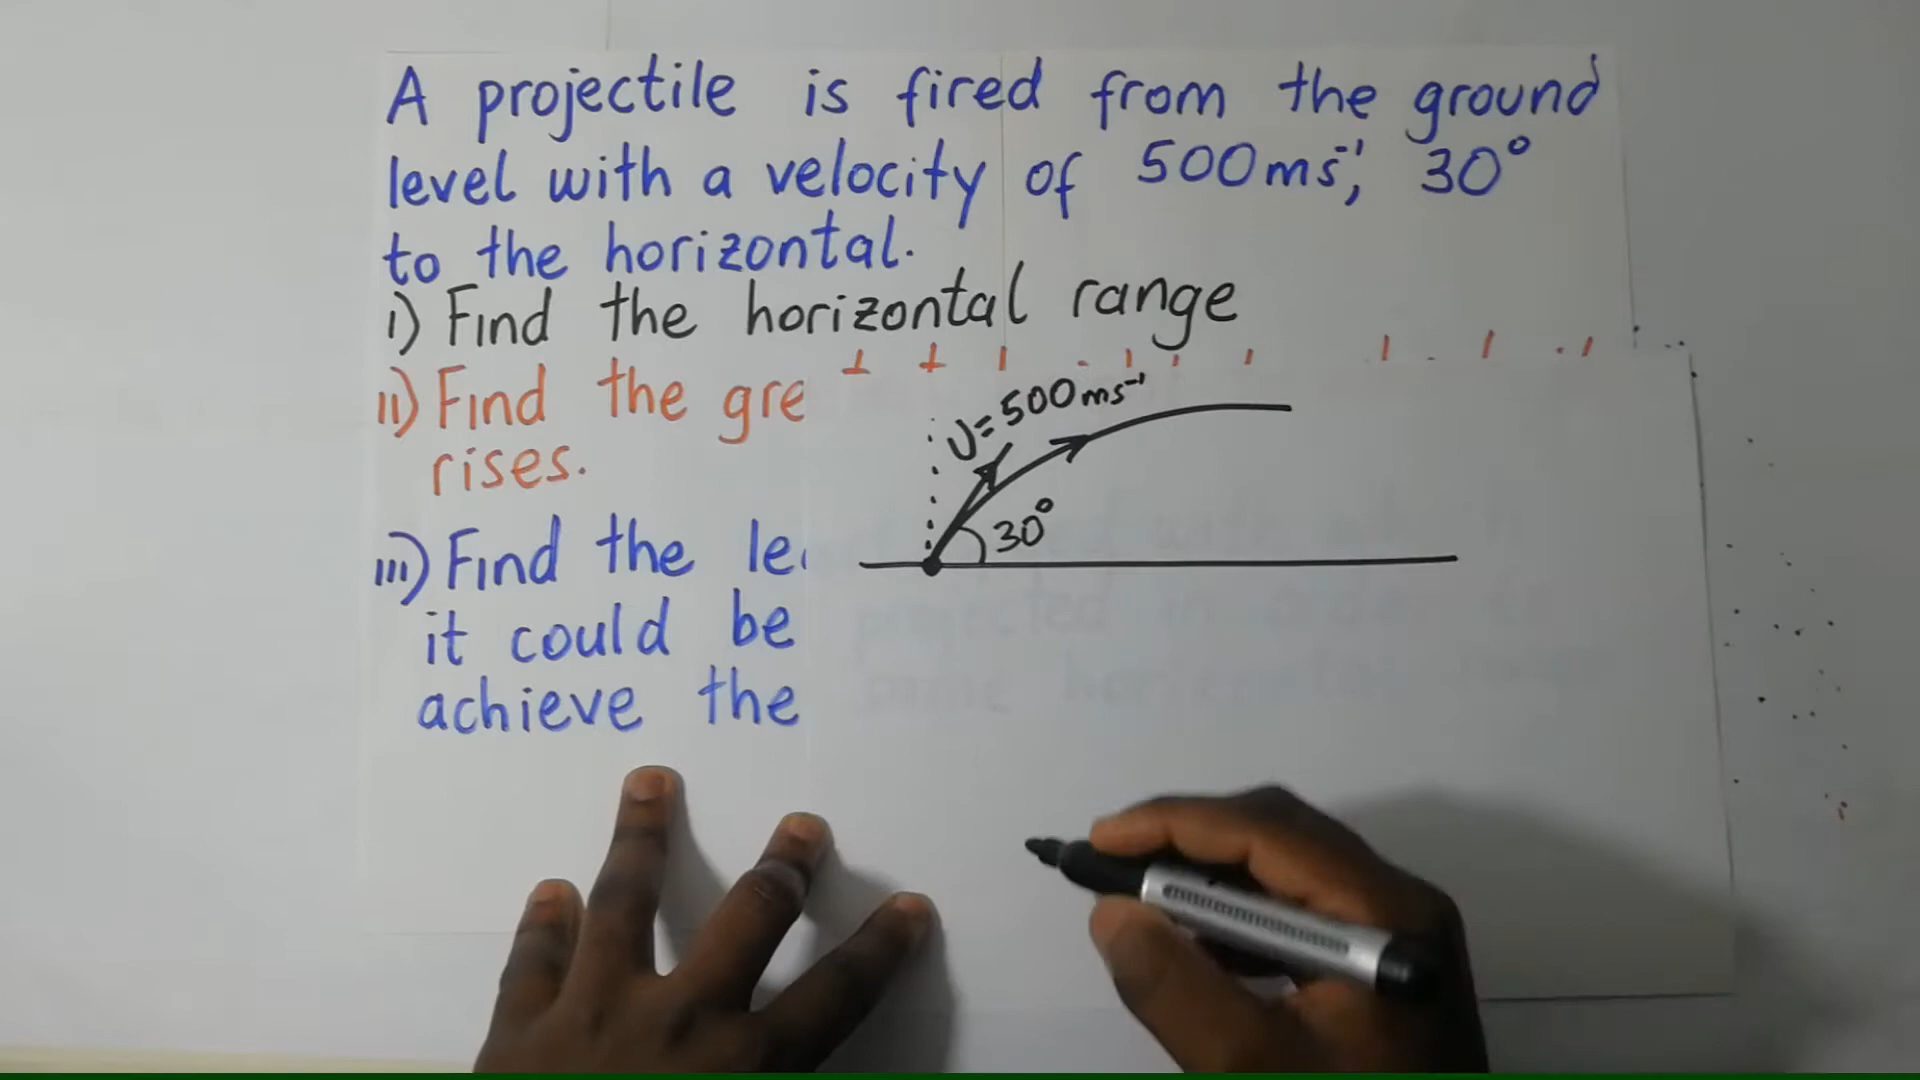 A projectile is fired from the ground
level with a velocity of 500ms⁻¹, 30°
to the horizontal.
i) Find the horizontal range
ii) Find the gre
rises.
iii) Find the le
it could be
achieve the
U=500ms⁻¹
30°